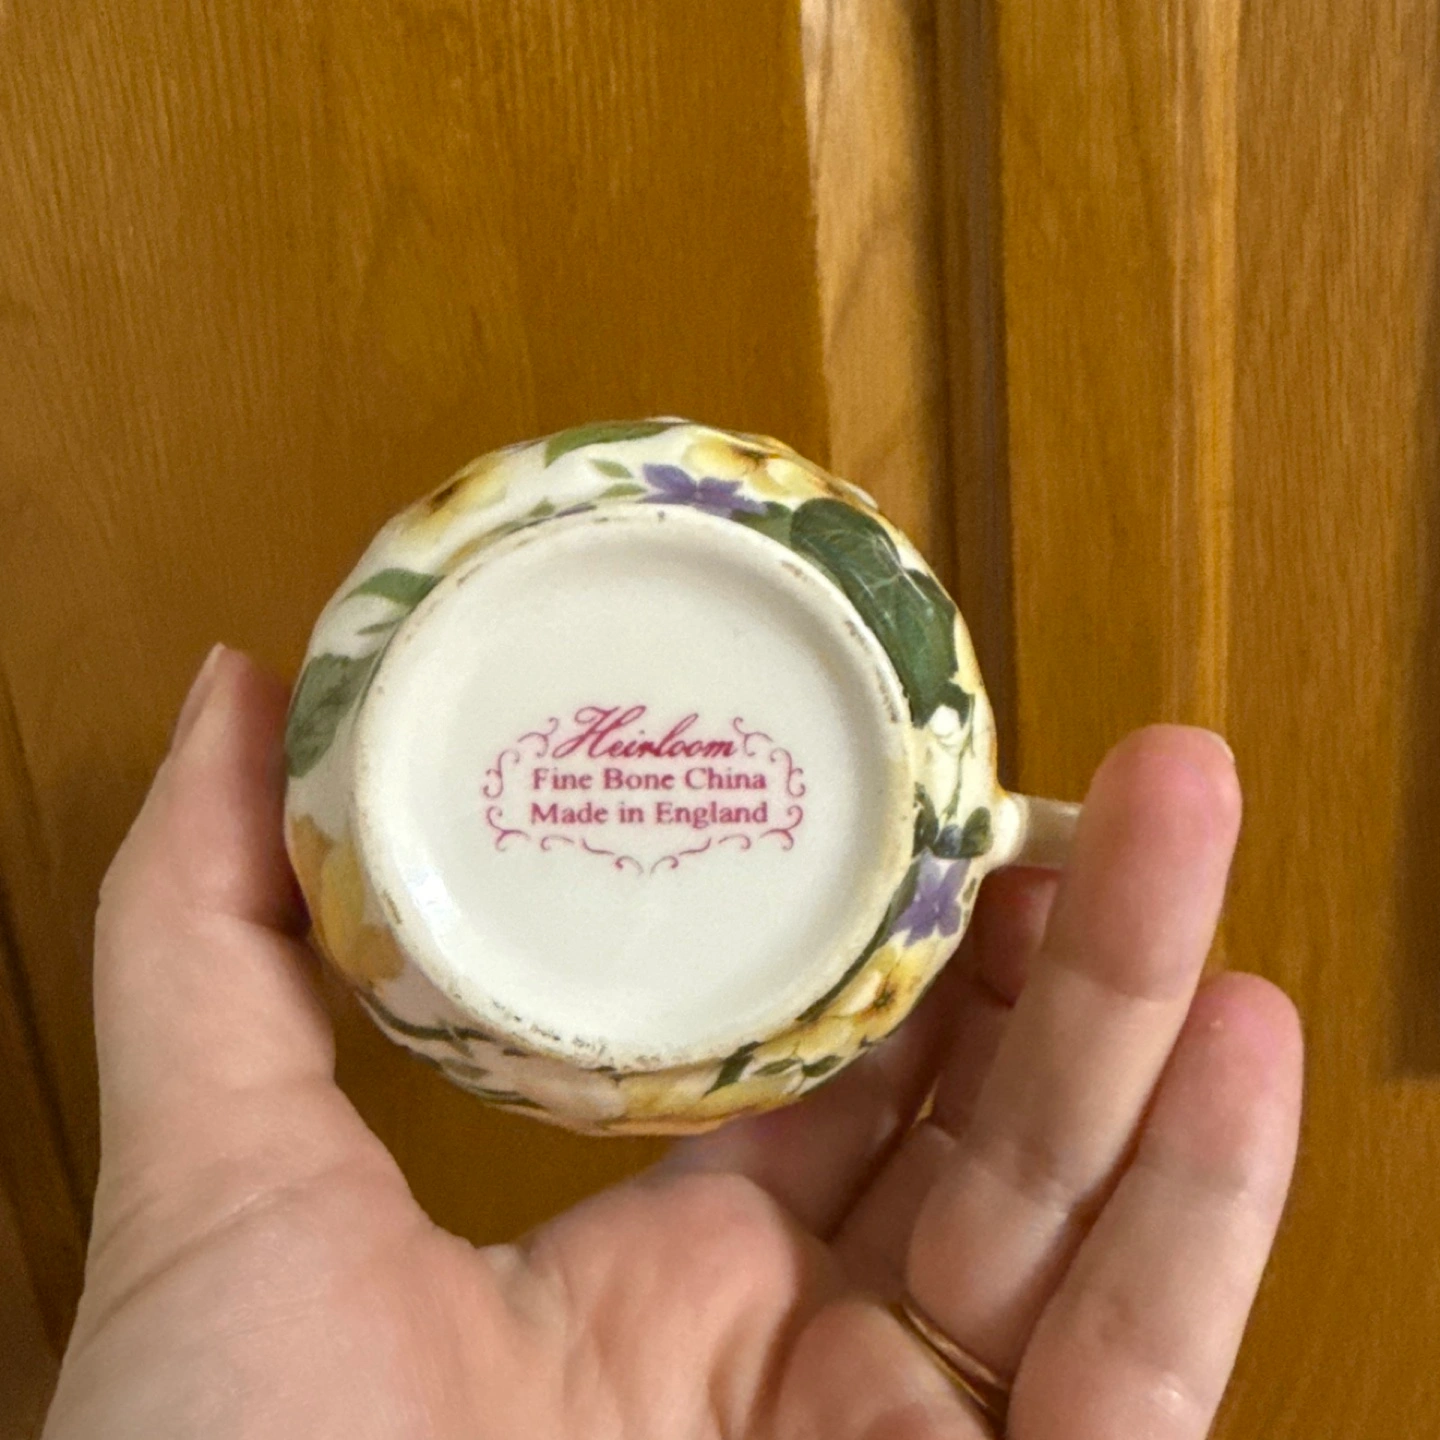 Heirloom
Fine Bone China
Made in England